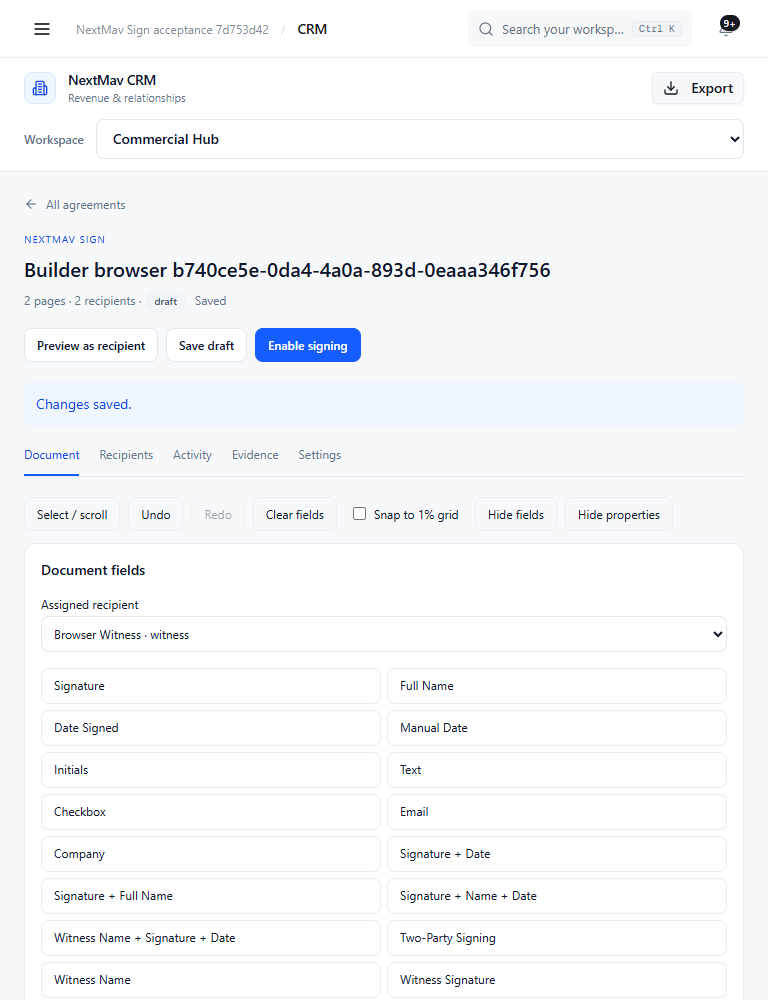 NextMav Sign acceptance 7d753d42 / CRM
Search your worksp... Ctrl K
9+
NextMav CRM
Revenue & relationships
Export
Workspace
Commercial Hub
All agreements
NEXTMAV SIGN
Builder browser b740ce5e-0da4-4a0a-893d-0eaaa346f756
2 pages · 2 recipients · draft Saved
Preview as recipient Save draft Enable signing
Changes saved.
Document Recipients Activity Evidence Settings
Select / scroll Undo Redo Clear fields Snap to 1% grid Hide fields Hide properties
Document fields
Assigned recipient
Browser Witness · witness
Signature Full Name
Date Signed Manual Date
Initials Text
Checkbox Email
Company Signature + Date
Signature + Full Name Signature + Name + Date
Witness Name + Signature + Date Two-Party Signing
Witness Name Witness Signature